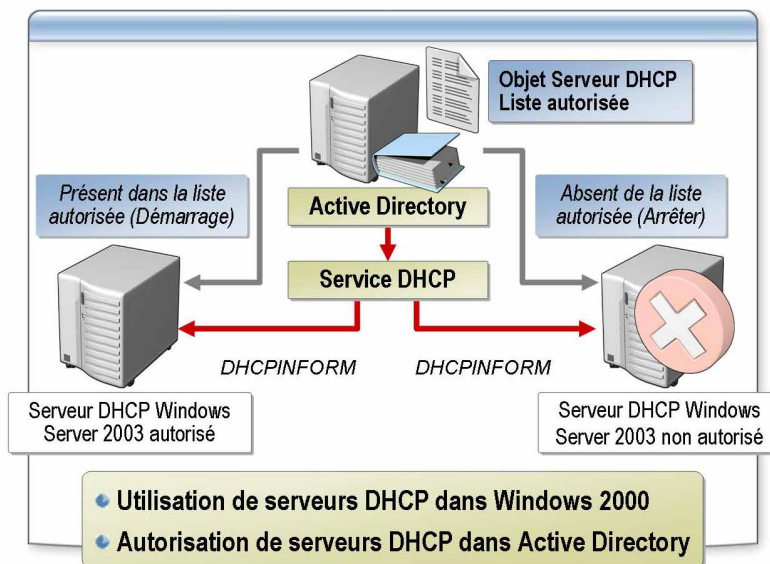 Objet Serveur DHCP
Liste autorisée
Présent dans la liste
autorisée (Démarrage)
Absent de la liste
autorisée (Arrêter)
Active Directory
Service DHCP
DHCPINFORM
DHCPINFORM
Serveur DHCP Windows
Server 2003 autorisé
Serveur DHCP Windows
Server 2003 non autorisé
Utilisation de serveurs DHCP dans Windows 2000
Autorisation de serveurs DHCP dans Active Directory